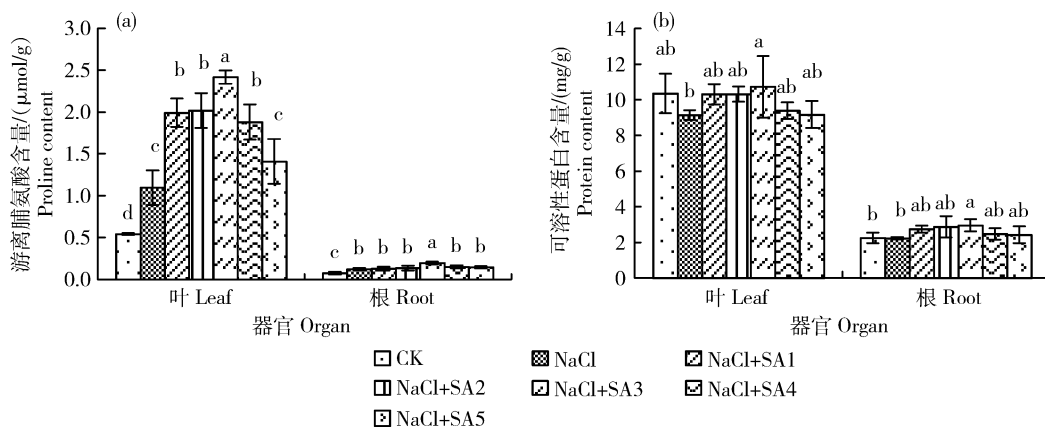 (a)
游离脯氨酸含量/(μmol/g)
Proline content
3.0
2.5
2.0
1.5
1.0
0.5
0.0
d
c
b
b
a
b
c
c
b
b
b
a
b
b
叶 Leaf
根 Root
器官 Organ
(b)
可溶性蛋白含量/(mg/g)
Protein content
14
12
10
8
6
4
2
0
ab
b
ab
ab
a
ab
ab
b
b
ab
ab
a
ab
ab
叶 Leaf
根 Root
器官 Organ
CK
NaCl
NaCl+SA1
NaCl+SA2
NaCl+SA3
NaCl+SA4
NaCl+SA5